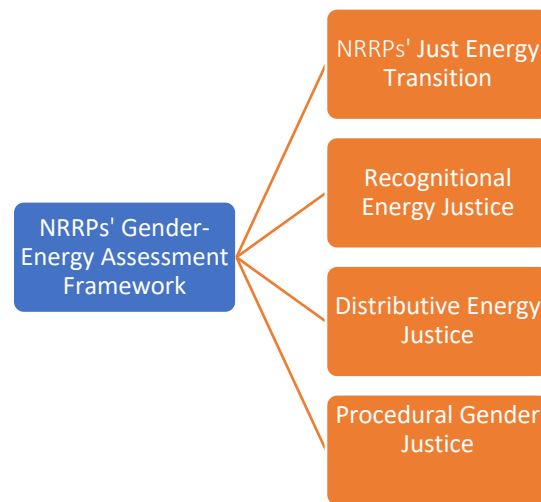 NRRPs' Gender-
Energy Assessment
Framework
NRRPs' Just Energy
Transition
Recognitional
Energy Justice
Distributive Energy
Justice
Procedural Gender
Justice